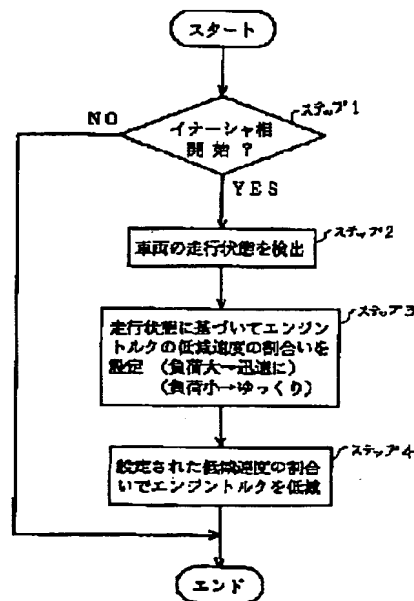 スタート
ステップ1
イナーシャ相
開始?
NO
YES
ステップ2
車両の走行状態を検出
ステップ3
走行状態に基づいてエンジン
トルクの低減速度の割合いを
設定 (負荷大→迅速に)
(負荷小→ゆっくり)
ステップ4
設定された低減速度の割合
いでエンジントルクを低減
エンド